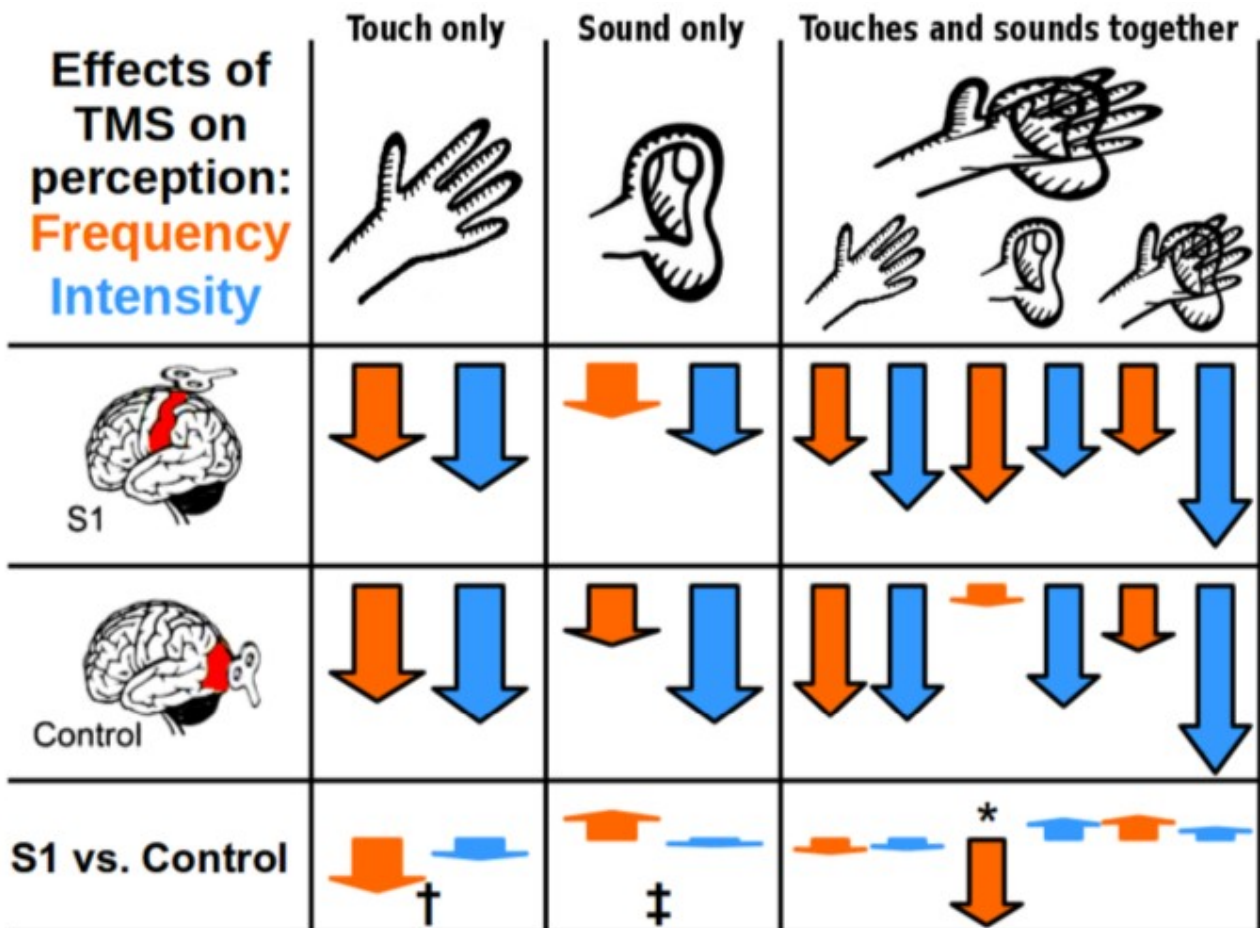 Touch only
Sound only
Touches and sounds together
Effects of
TMS on
perception:
Frequency
Intensity
S1
Control
S1 vs. Control
*
†
‡